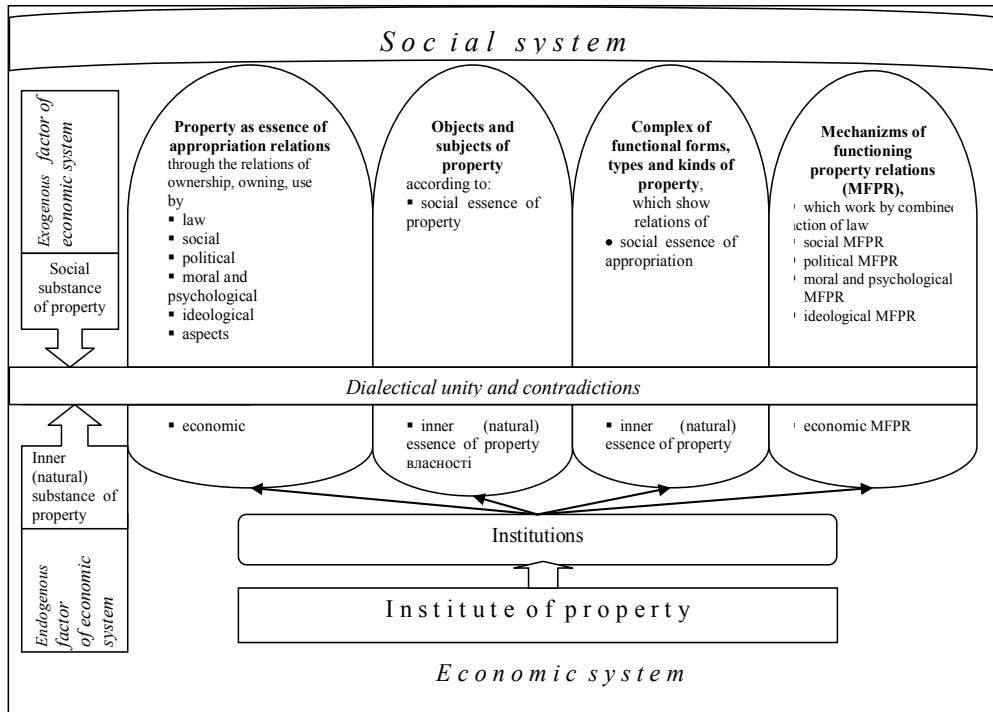 Social system
Exogenous factor of
economic system
Social
substance
of property
Property as essence of
appropriation relations
through the relations of
ownership, owning, use
by
▪ law
▪ social
▪ political
▪ moral and
psychological
▪ ideological
▪ aspects
Objects and
subjects of
property
according to:
▪ social essence of
property
Complex of
functional forms,
types and kinds of
property,
which show
relations of
● social essence of
appropriation
Mechanizms of
functioning
property relations
(MFPR),
which work by combined
action of law
social MFPR
political MFPR
moral and psychological
MFPR
ideological MFPR
Dialectical unity and contradictions
Inner
(natural)
substance of
property
Endogenous
factor
of economic
system
▪ economic
▪ inner (natural)
essence of property
власності
▪ inner (natural)
essence of property
▪ economic MFPR
Institutions
Institute of property
Economic system